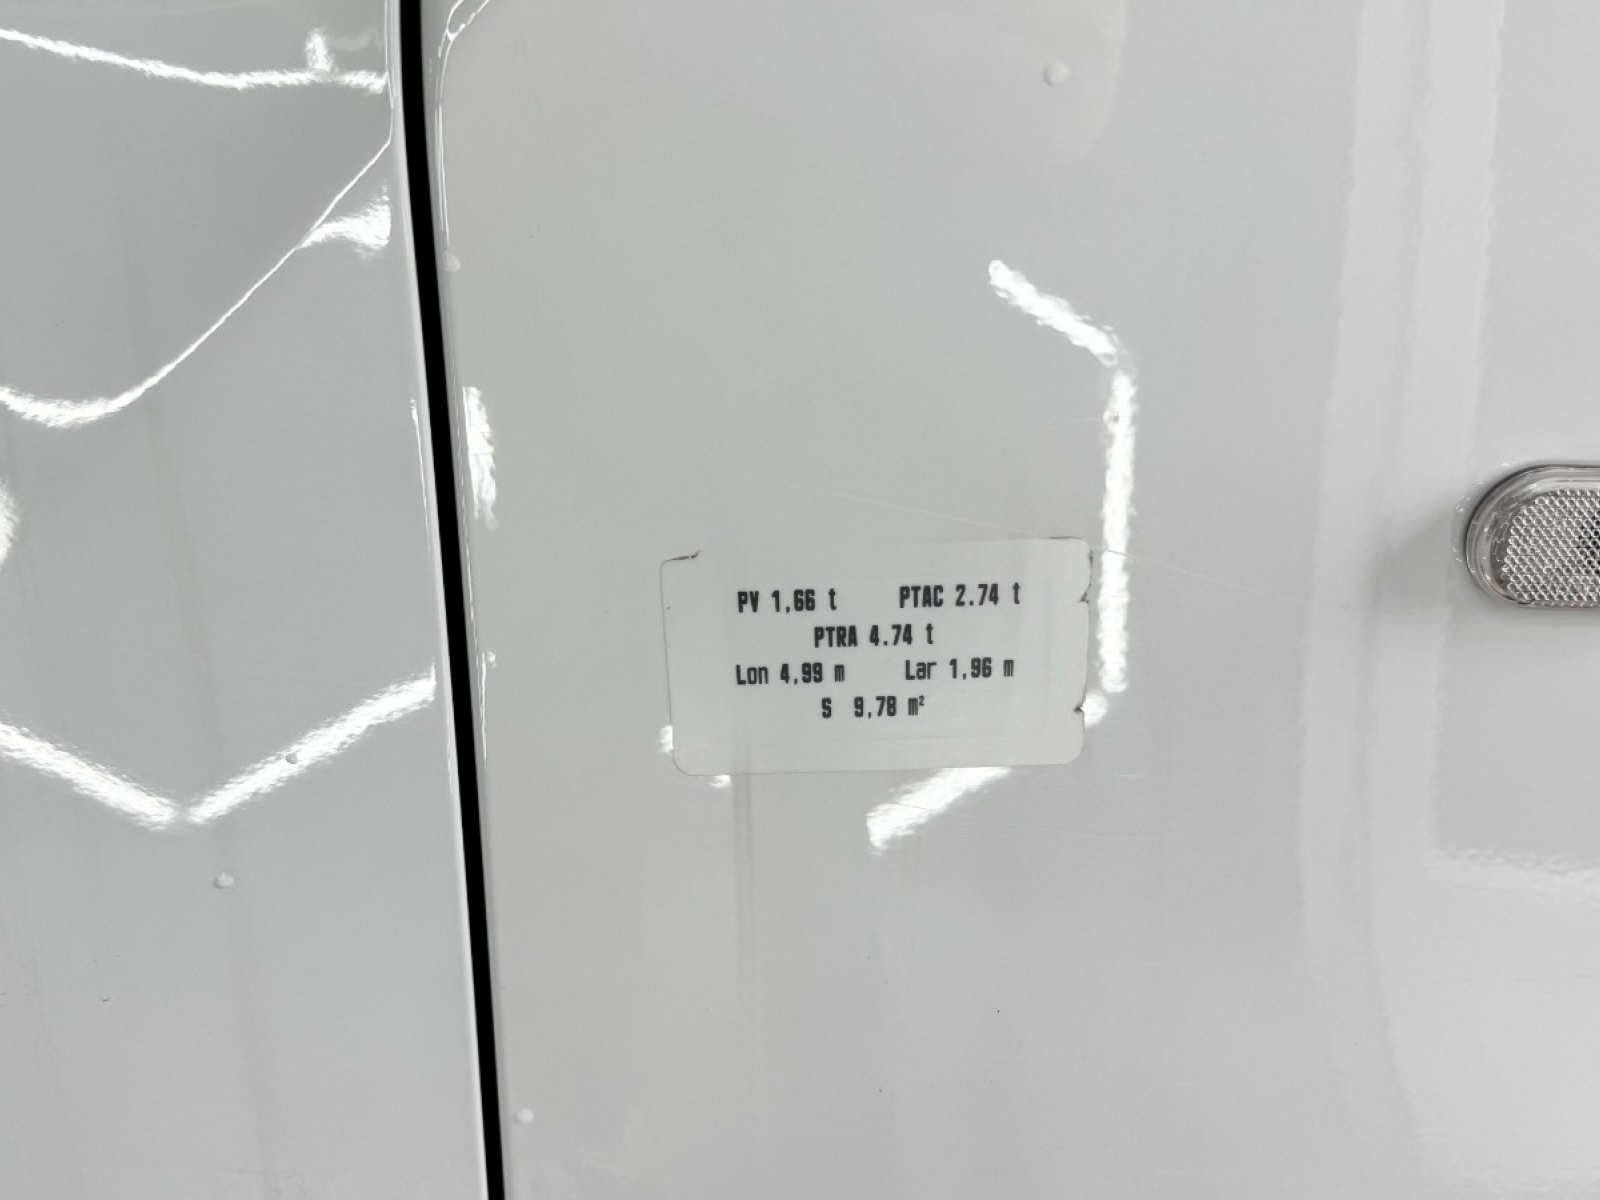 PV 1,66 t PTAC 2.74 t
PTRA 4.74 t
Lon 4,99 m Lar 1,96 m
S 9,78 m²